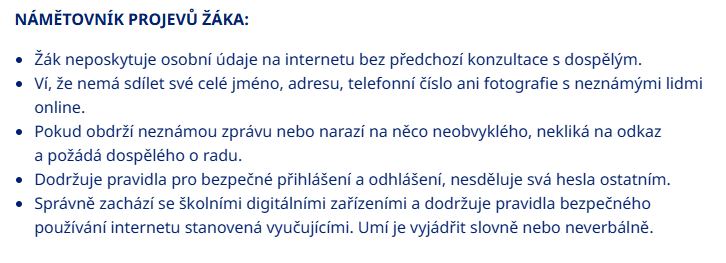 NÁMĚTOVNÍK PROJEVŮ ŽÁKA:
• Žák neposkytuje osobní údaje na internetu bez předchozí konzultace s dospělým.
• Ví, že nemá sdílet své celé jméno, adresu, telefonní číslo ani fotografie s neznámými lidmi
online.
• Pokud obdrží neznámou zprávu nebo narazí na něco neobvyklého, nekliká na odkaz
a požádá dospělého o radu.
• Dodržuje pravidla pro bezpečné přihlášení a odhlášení, nesděluje svá hesla ostatním.
• Správně zachází se školními digitálními zařízeními a dodržuje pravidla bezpečného
používání internetu stanovená vyučujícími. Umí je vyjádřit slovně nebo neverbálně.